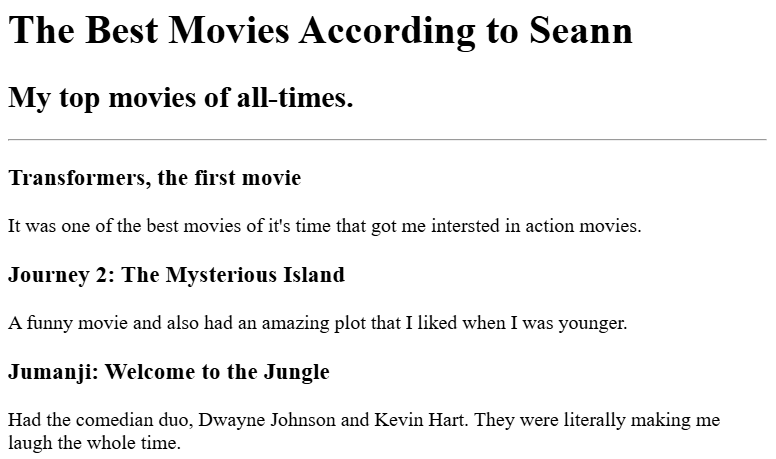 The Best Movies According to Seann
My top movies of all-times.
Transformers, the first movie
It was one of the best movies of it's time that got me intersted in action movies.
Journey 2: The Mysterious Island
A funny movie and also had an amazing plot that I liked when I was younger.
Jumanji: Welcome to the Jungle
Had the comedian duo, Dwayne Johnson and Kevin Hart. They were literally making me
laugh the whole time.